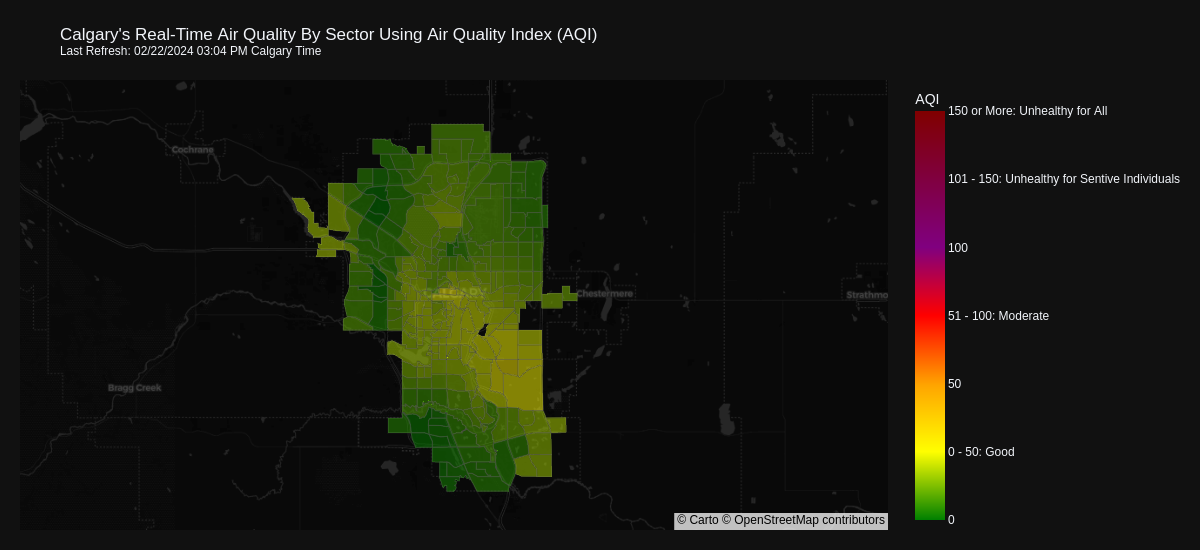 Calgary's Real-Time Air Quality By Sector Using Air Quality Index (AQI)
Last Refresh: 02/22/2024 03:04 PM Calgary Time
AQI
150 or More: Unhealthy for All
101 - 150: Unhealthy for Sentive Individuals
100
51 - 100: Moderate
50
0 - 50: Good
0
Cochrane
Chestermere
Strathmo
Bragg Creek
© Carto © OpenStreetMap contributors